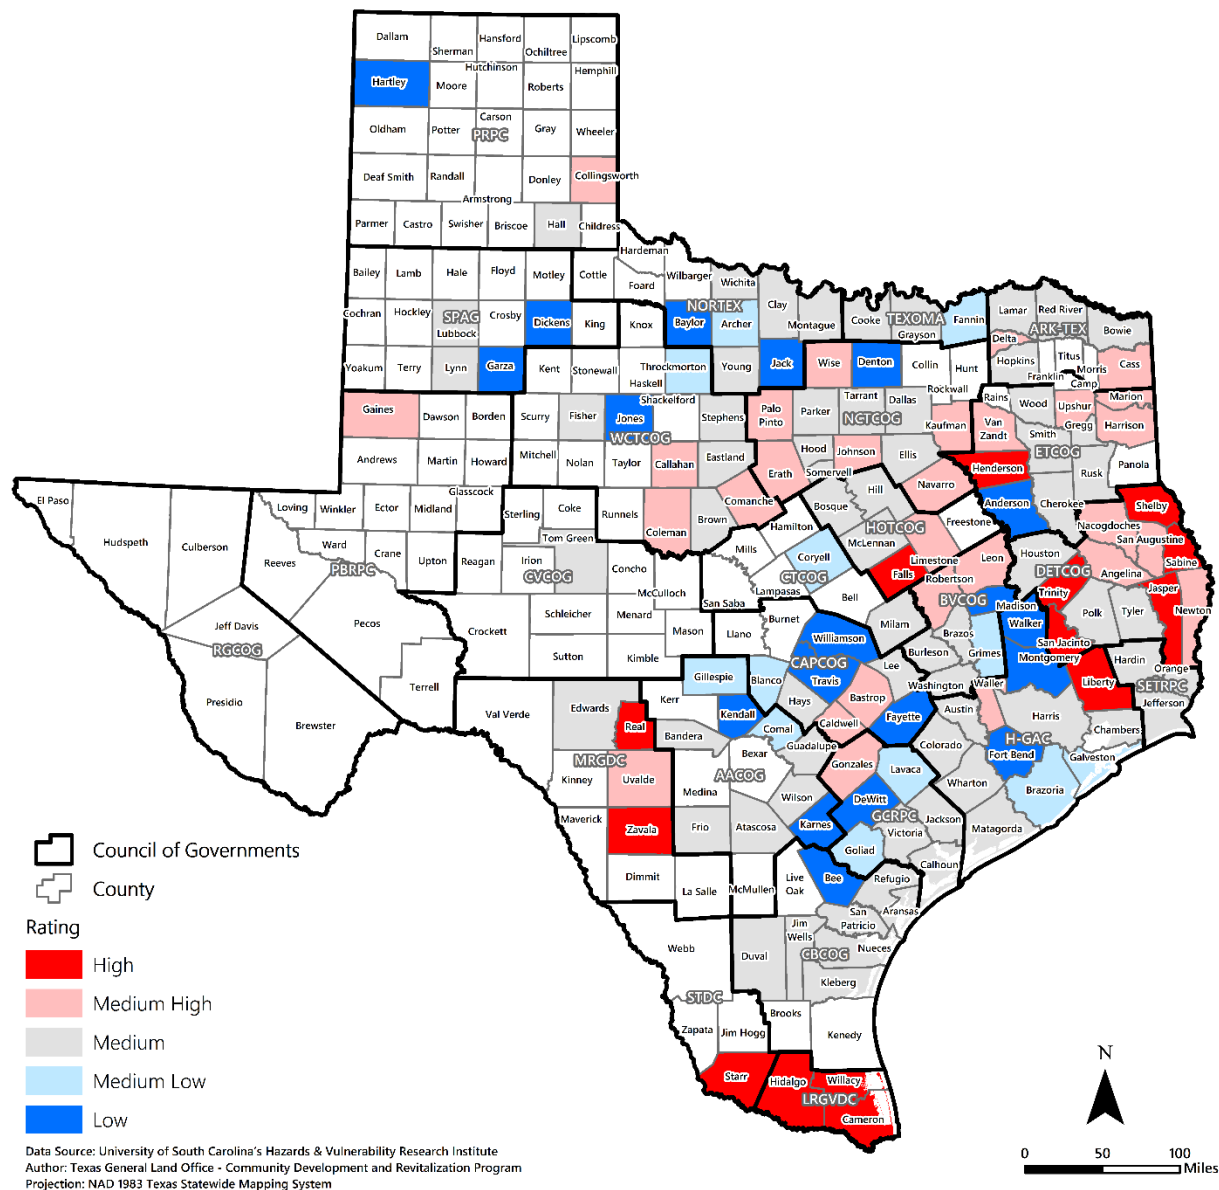 Dallam Sherman Hansford Ochiltree Lipscomb
Hartley Moore Hutchinson Roberts Hemphill
Oldham Potter Carson Gray Wheeler
PRPC
Deaf Smith Randall Armstrong Donley Collingsworth
Parmer Castro Swisher Briscoe Hall Childress
Bailey Lamb Hale Floyd Motley Cottle Hardeman Foard Wilbarger Wichita
Cochran Hockley SPAG Lubbock Crosby Dickens King Knox NORTEX Baylor Archer Clay Montague Cooke TEXOMA Grayson Fannin Lamar Red River ARK-TEX Bowie
Delta Hopkins Franklin Titus Morris Camp Cass
Yoakum Terry Lynn Garza Kent Stonewall Haskell Throckmorton Young Jack Wise Denton Collin Rockwall Hunt
Gaines Dawson Borden Scurry Fisher Jones Shackelford Stephens Palo Pinto Parker Tarrant Dallas Kaufman Rains Van Zandt Wood Upshur Marion
WCTCOG NCTCOG Smith Gregg Harrison ETCOG
Andrews Martin Howard Mitchell Nolan Taylor Callahan Eastland Erath Hood Somervell Johnson Ellis Henderson Rusk Panola
El Paso Hudspeth Culberson Loving Winkler Ector Midland Glasscock Sterling Coke Runnels Coleman Brown Comanche Bosque Hill Navarro Anderson Cherokee Shelby
Reeves Ward Crane Upton Reagan Irion Tom Green Concho McCulloch Mills Hamilton Coryell McLennan HOTCOG Limestone Freestone Leon Houston Nacogdoches San Augustine Sabine
PBRPC CVCOG CTCOG San Saba Lampasas Bell Falls Robertson DETCOG Angelina
Jeff Davis RGCOG Pecos Crockett Schleicher Menard Mason Llano Burnet Williamson Milam BVCOG Brazos Madison Walker Trinity Polk Tyler Jasper Newton
Sutton Kimble Gillespie Blanco CAPCOG Travis Lee Burleson Grimes Montgomery San Jacinto Hardin Orange
Presidio Brewster Terrell Val Verde Edwards Real Kerr Kendall Comal Hays Bastrop Caldwell Fayette Washington Austin Waller Harris Liberty SETRPC Jefferson Chambers
Bandera Bexar Guadalupe Gonzales Lavaca Colorado H-GAC Fort Bend Galveston Brazoria
MRGDC Kinney Uvalde Medina AACOG Wilson Karnes DeWitt GCRPC Victoria Jackson Wharton Matagorda
Maverick Zavala Frio Atascosa Goliad Calhoun
Dimmit La Salle McMullen Live Oak Bee Refugio Aransas San Patricio
Webb Duval Jim Wells Nueces CBCOG Kleberg
STDC Zapata Jim Hogg Brooks Kenedy
Starr Hidalgo Willacy LRGVDC Cameron
Council of Governments
County
Rating
High
Medium High
Medium
Medium Low
Low
Data Source: University of South Carolina's Hazards & Vulnerability Research Institute
Author: Texas General Land Office - Community Development and Revitalization Program
Projection: NAD 1983 Texas Statewide Mapping System
N
0 50 100
Miles